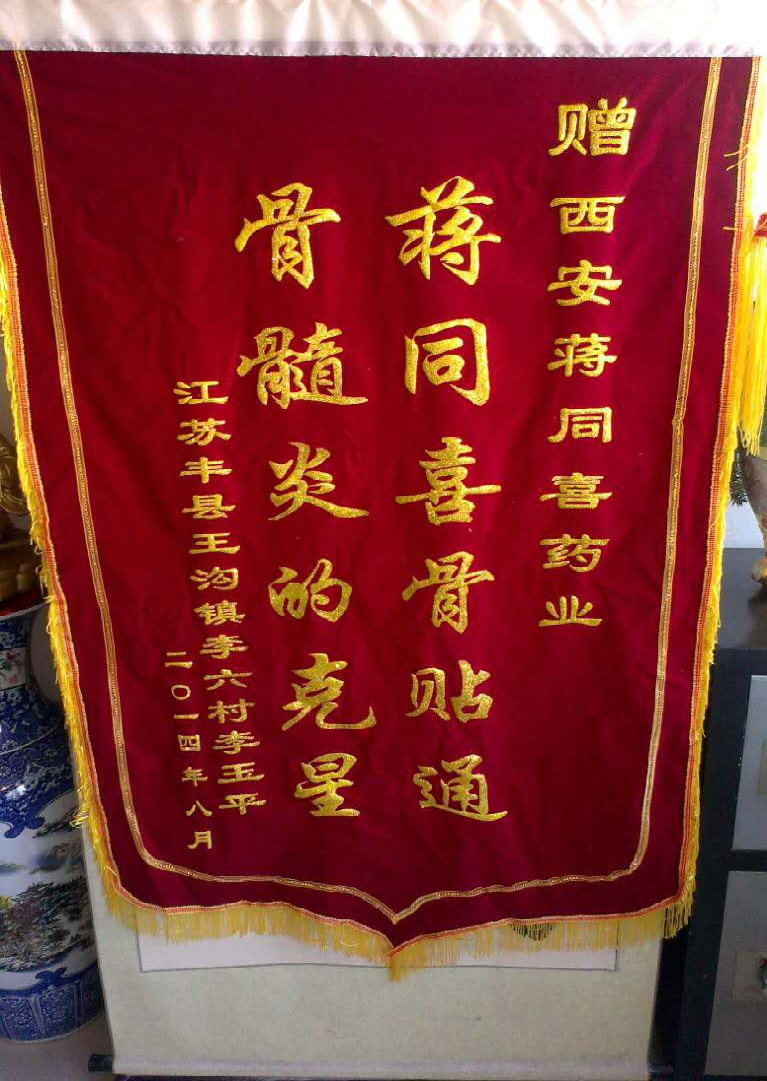 赠西安蒋同喜药业
蒋同喜骨贴通
骨髓炎的克星
江苏丰县王沟镇李六村李玉平
二〇一四年八月